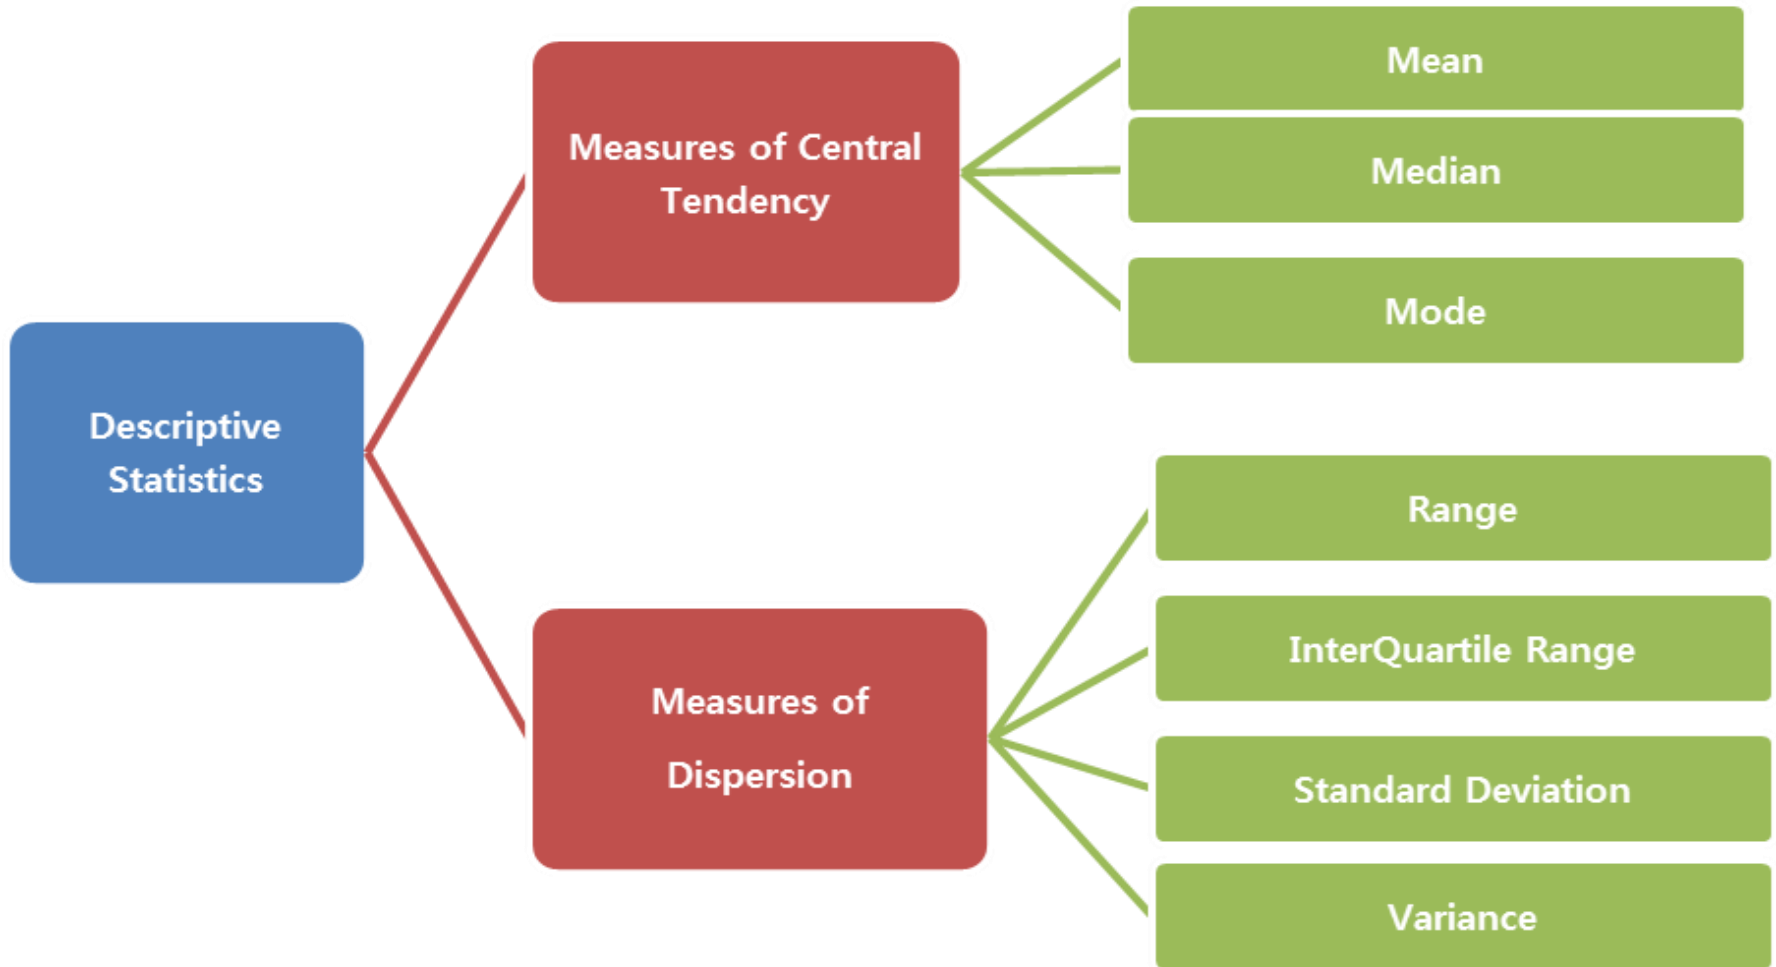 Descriptive
Statistics
Measures of Central
Tendency
Mean
Median
Mode
Measures of
Dispersion
Range
InterQuartile Range
Standard Deviation
Variance